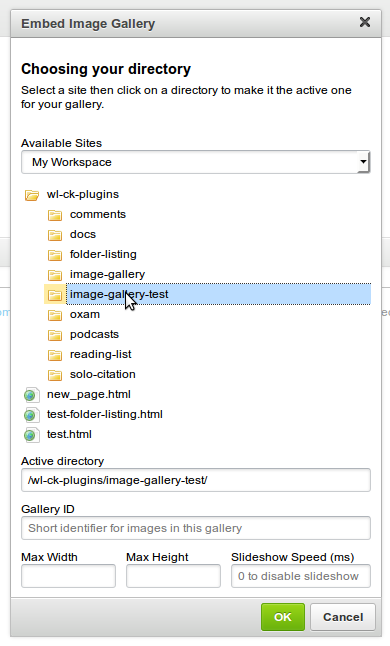 Embed Image Gallery
Choosing your directory
Select a site then click on a directory to make it the active one
for your gallery.
Available Sites
My Workspace
wl-ck-plugins
comments
docs
folder-listing
image-gallery
image-gallery-test
oxam
podcasts
reading-list
solo-citation
new_page.html
test-folder-listing.html
test.html
Active directory
/wl-ck-plugins/image-gallery-test/
Gallery ID
Short identifier for images in this gallery
Max Width Max Height Slideshow Speed (ms)
0 to disable slideshow
OK Cancel